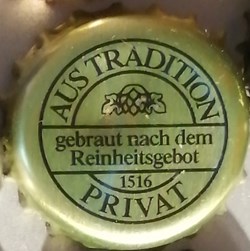 AUS TRADITION
gebraut nach dem
Reinheitsgebot
1516
PRIVAT